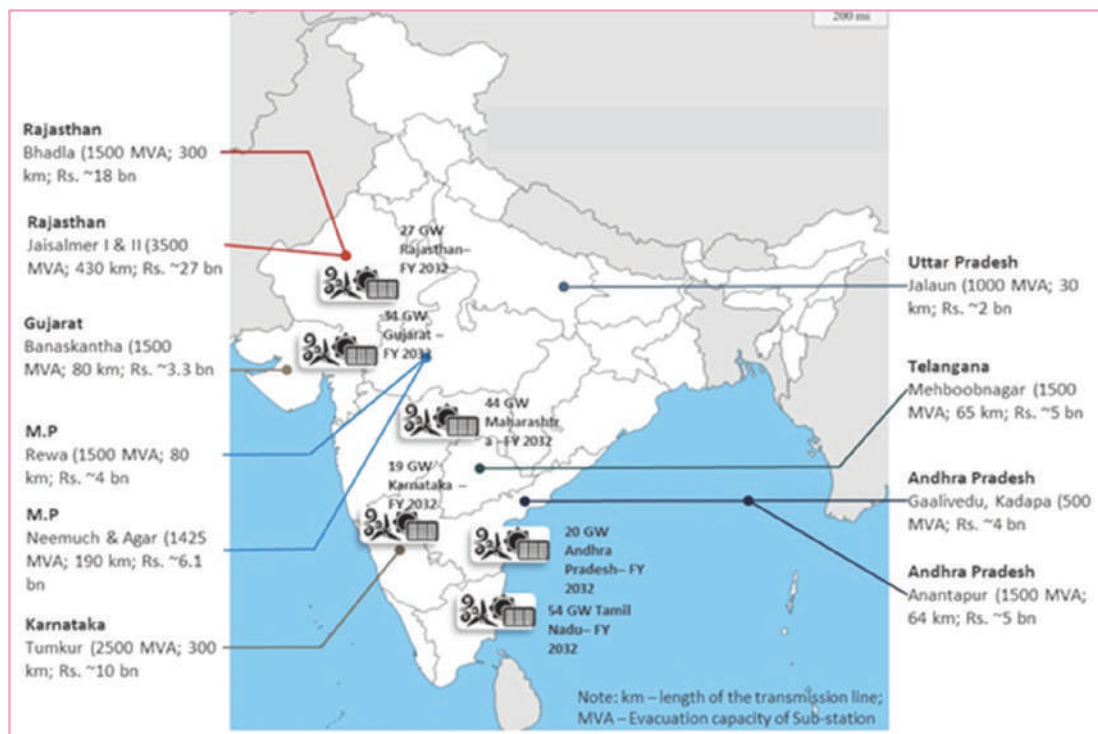 200 mi
Rajasthan
Bhadla (1500 MVA; 300
km; Rs. ~18 bn
Rajasthan
Jaisalmer I & II (3500
MVA; 430 km; Rs. ~27 bn
Gujarat
Banaskantha (1500
MVA; 80 km; Rs. ~3.3 bn
M.P
Rewa (1500 MVA; 80
km; Rs. ~4 bn
M.P
Neemuch & Agar (1425
MVA; 190 km; Rs. ~6.1
bn
Karnataka
Tumkur (2500 MVA; 300
km; Rs. ~10 bn
27 GW
Rajasthan–
FY 2032
34 GW
Gujarat –
FY 2032
44 GW
Maharashtr
a – FY 2032
19 GW
Karnataka –
FY 2032
20 GW
Andhra
Pradesh– FY
2032
54 GW Tamil
Nadu– FY
2032
Uttar Pradesh
Jalaun (1000 MVA; 30
km; Rs. ~2 bn
Telangana
Mehboobnagar (1500
MVA; 65 km; Rs. ~5 bn
Andhra Pradesh
Gaalivedu, Kadapa (500
MVA; Rs. ~4 bn
Andhra Pradesh
Anantapur (1500 MVA;
64 km; Rs. ~5 bn
Note: km – length of the transmission line;
MVA – Evacuation capacity of Sub-station